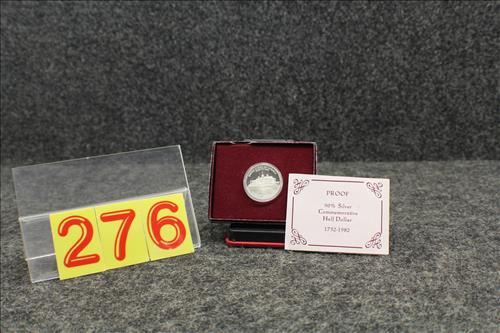 276
PROOF
90% Silver
Commemorative
Half Dollar
1732-1982